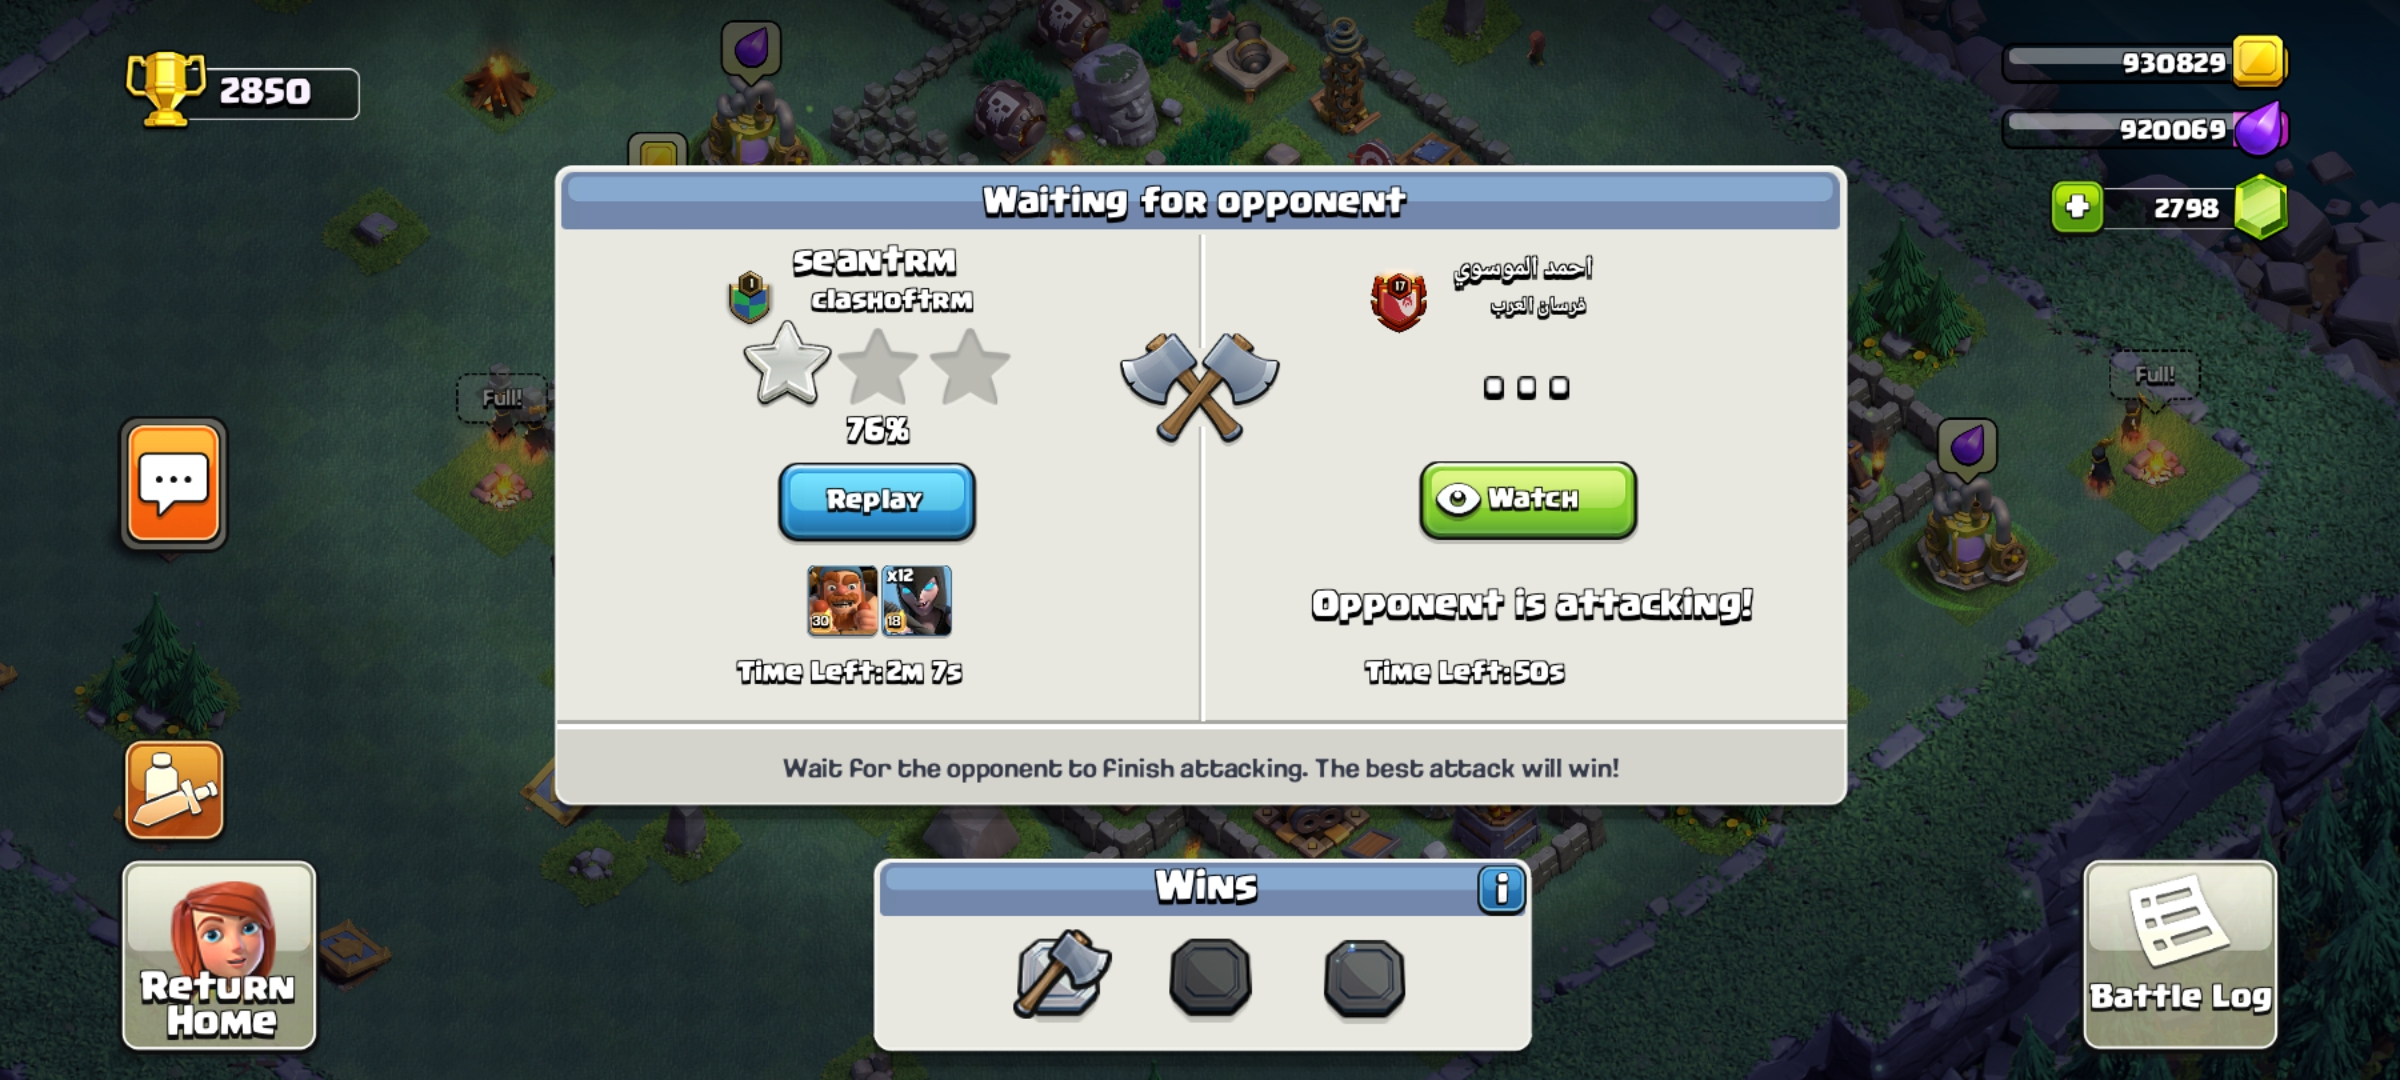 2850
930829
920069
2798
Waiting for opponent
seantrm
clashoftrm
1
76%
Replay
x12
30
18
Time Left: 2m 7s
احمد الموسوي
فرسان العرب
17
Watch
Opponent is attacking!
Time Left: 50s
Wait for the opponent to finish attacking. The best attack will win!
Full!
Full!
Wins
i
Return
Home
Battle Log